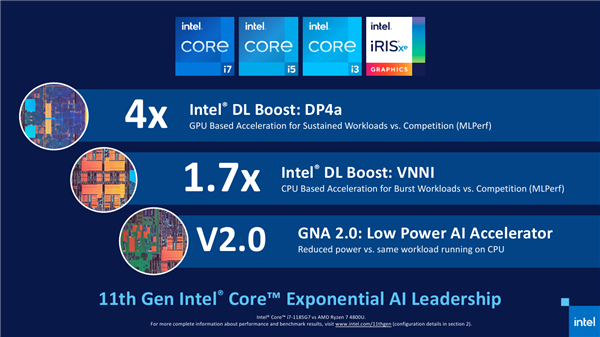 intel. intel. intel. intel.
CORE CORE CORE iRISxe
i7 i5 i3 GRAPHICS
4x
Intel® DL Boost: DP4a
GPU Based Acceleration for Sustained Workloads vs. Competition (MLPerf)
1.7x
Intel® DL Boost: VNNI
CPU Based Acceleration for Burst Workloads vs. Competition (MLPerf)
V2.0
GNA 2.0: Low Power AI Accelerator
Reduced power vs. same workload running on CPU
11th Gen Intel® Core™ Exponential AI Leadership
Intel® Core™ i7-1185G7 vs AMD Ryzen 7 4800U.
For more complete information about performance and benchmark results, visit www.intel.com/11thgen (configuration details in section 2).
intel.